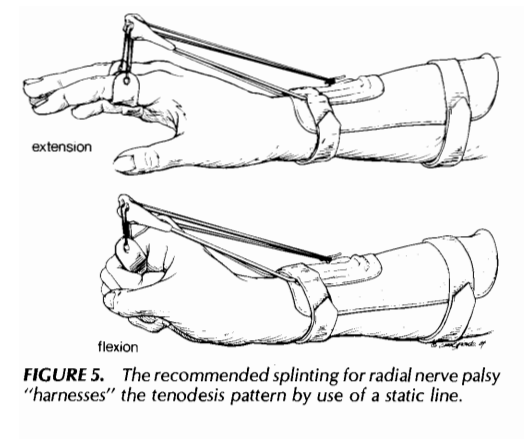 extension
flexion
FIGURE 5. The recommended splinting for radial nerve palsy
"harnesses" the tenodesis pattern by use of a static line.